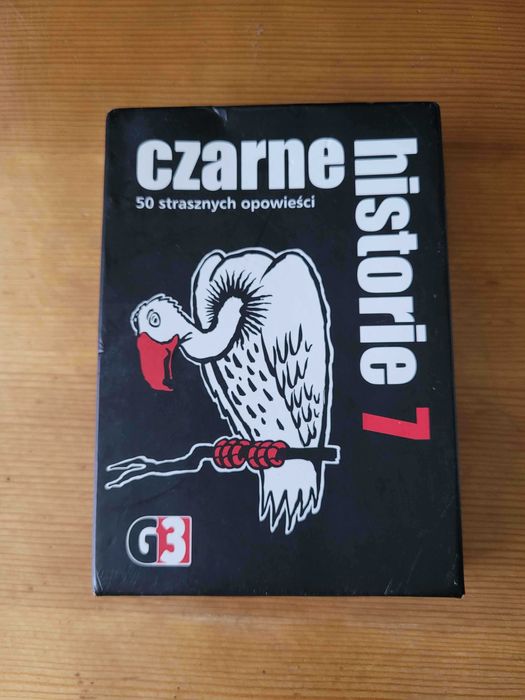 czarne
50 strasznych opowieści
historie 7
G3